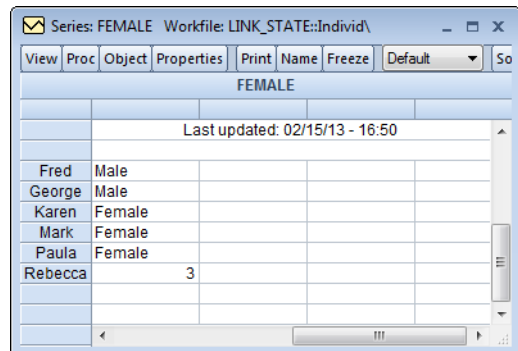 Series: FEMALE Workfile: LINK_STATE::Individ\
View Proc Object Properties Print Name Freeze Default So
FEMALE
Last updated: 02/15/13 - 16:50
Fred Male
George Male
Karen Female
Mark Female
Paula Female
Rebecca 3